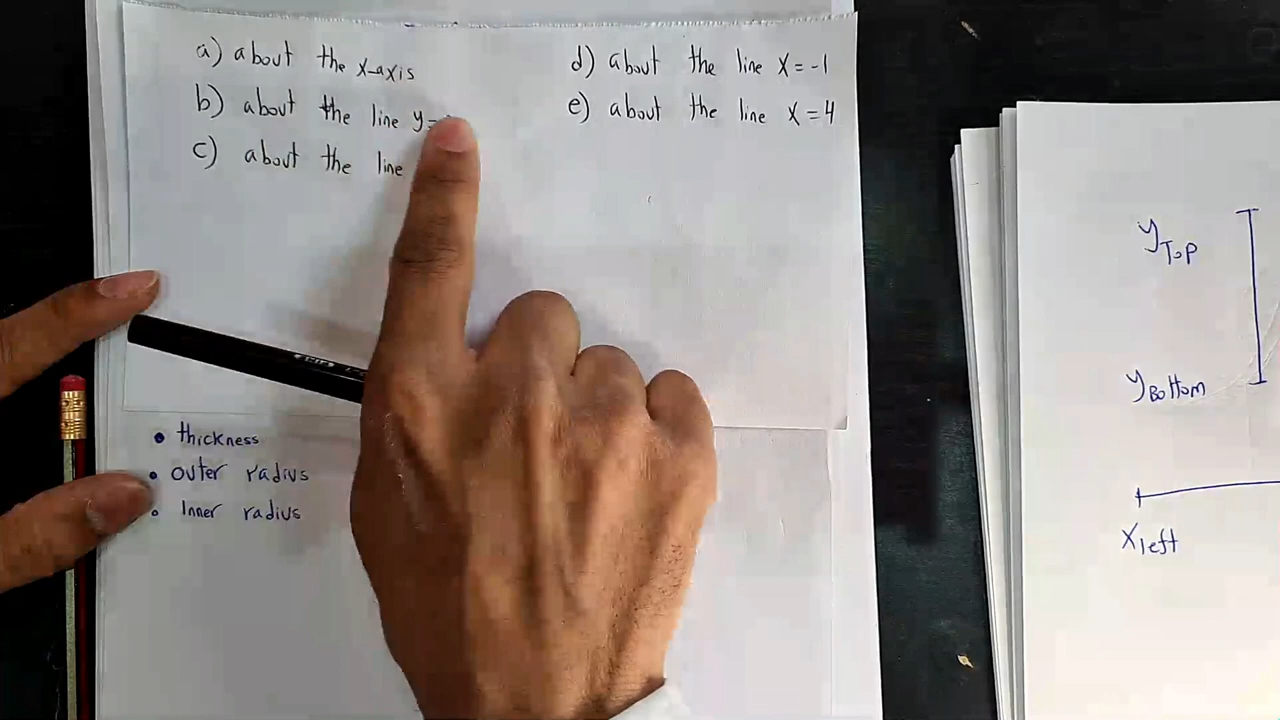 a) about the x-axis
b) about the line y=
c) about the line
d) about the line x = -1
e) about the line x = 4
• thickness
• outer radius
• Inner radius
y Top
y Bottom
x left